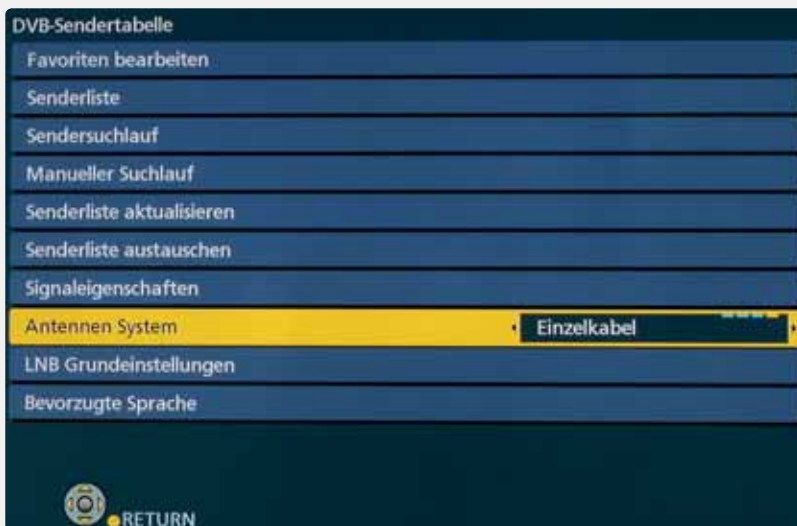 DVB-Sendertabelle
Favoriten bearbeiten
Senderliste
Sendersuchlauf
Manueller Suchlauf
Senderliste aktualisieren
Senderliste austauschen
Signaleigenschaften
Antennen System Einzelkabel
LNB Grundeinstellungen
Bevorzugte Sprache
RETURN